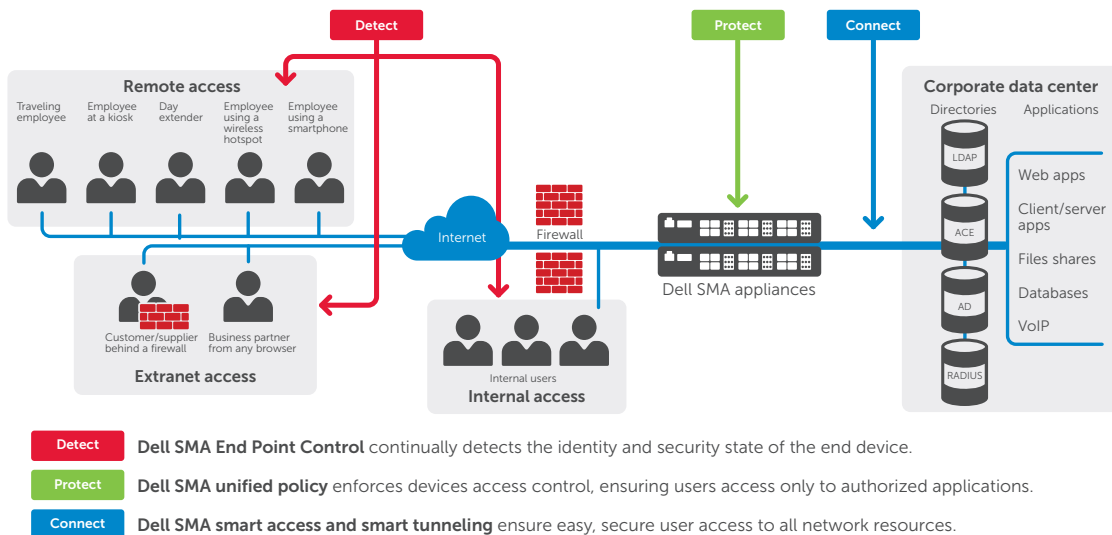 Detect
Protect
Connect
Remote access
Traveling
employee
Employee
at a kiosk
Day
extender
Employee
using a
wireless
hotspot
Employee
using a
smartphone
Internet
Firewall
Dell SMA appliances
Customer/supplier
behind a firewall
Business partner
from any browser
Extranet access
Internal users
Internal access
Corporate data center
Directories
Applications
LDAP
ACE
AD
RADIUS
Web apps
Client/server
apps
Files shares
Databases
VoIP
Detect Dell SMA End Point Control continually detects the identity and security state of the end device.
Protect Dell SMA unified policy enforces devices access control, ensuring users access only to authorized applications.
Connect Dell SMA smart access and smart tunneling ensure easy, secure user access to all network resources.